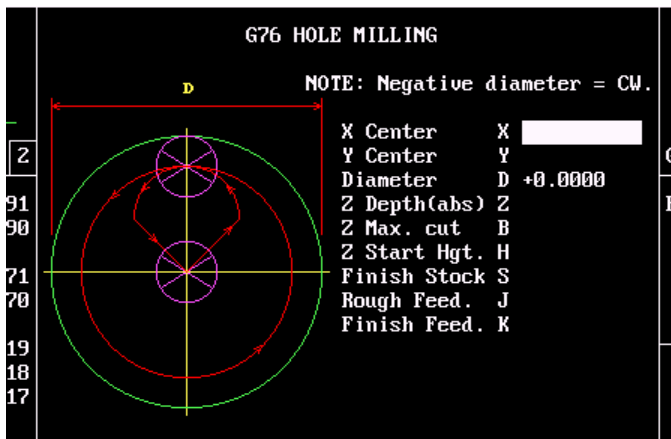 G76 HOLE MILLING
NOTE: Negative diameter = CW.
D
X Center X
Y Center Y
Diameter D +0.0000
Z Depth(abs) Z
Z Max. cut B
Z Start Hgt. H
Finish Stock S
Rough Feed. J
Finish Feed. K
Z
91
90
71
70
19
18
17